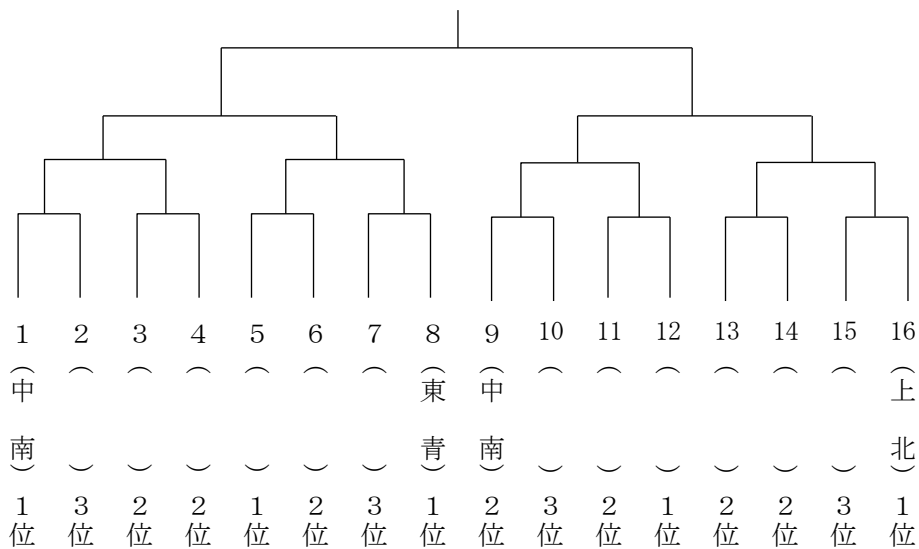 1 2 3 4 5 6 7 8 9 10 11 12 13 14 15 16
（中南） （ ） （ ） （ ） （ ） （ ） （ ） （東青） （中南） （ ） （ ） （ ） （ ） （ ） （ ） （上北）
1位 3位 2位 2位 1位 2位 3位 1位 2位 3位 2位 1位 2位 2位 3位 1位